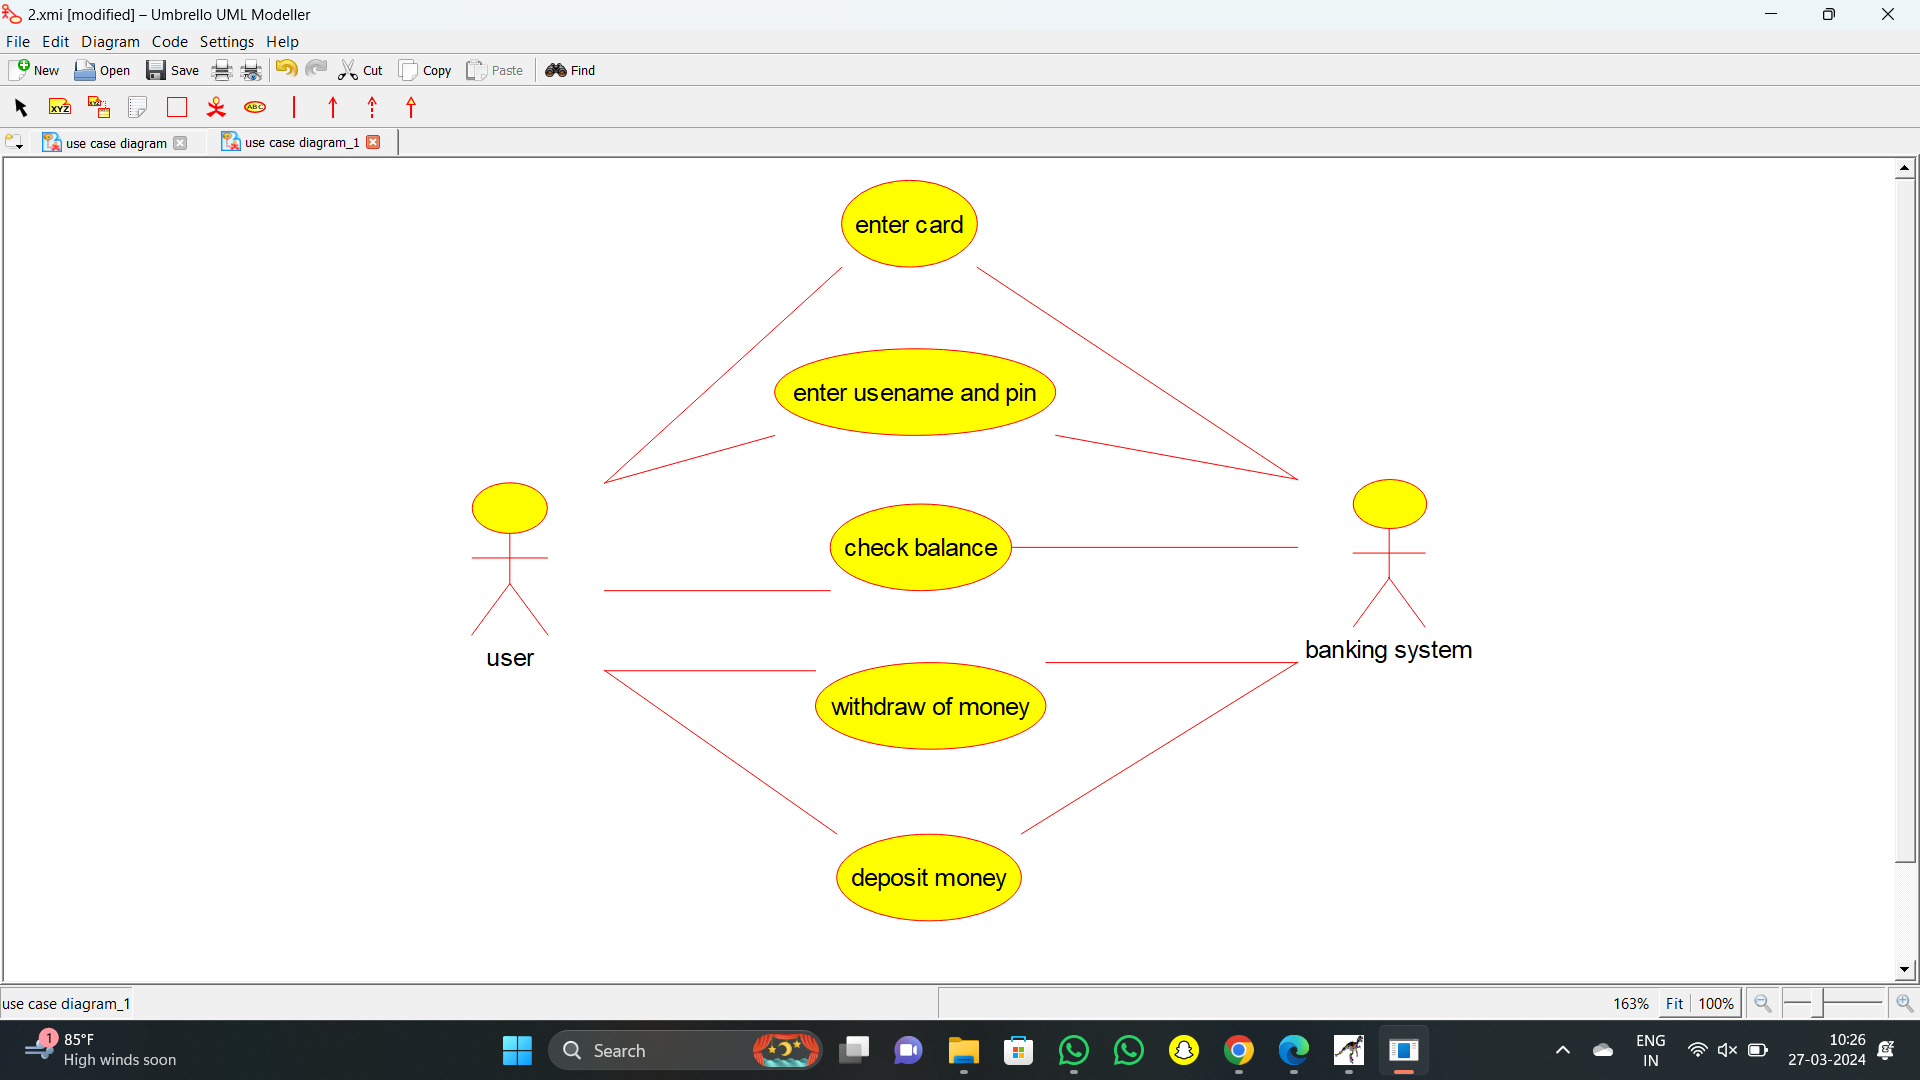 2.xmi [modified] – Umbrello UML Modeller
File Edit Diagram Code Settings Help
New Open Save Cut Copy Paste Find
XYZ XYZ ABC
use case diagram use case diagram_1
enter card
enter usename and pin
check balance
user
banking system
withdraw of money
deposit money
use case diagram_1
163% Fit 100%
1
85°F
High winds soon
Search
ENG
IN
10:26
27-03-2024